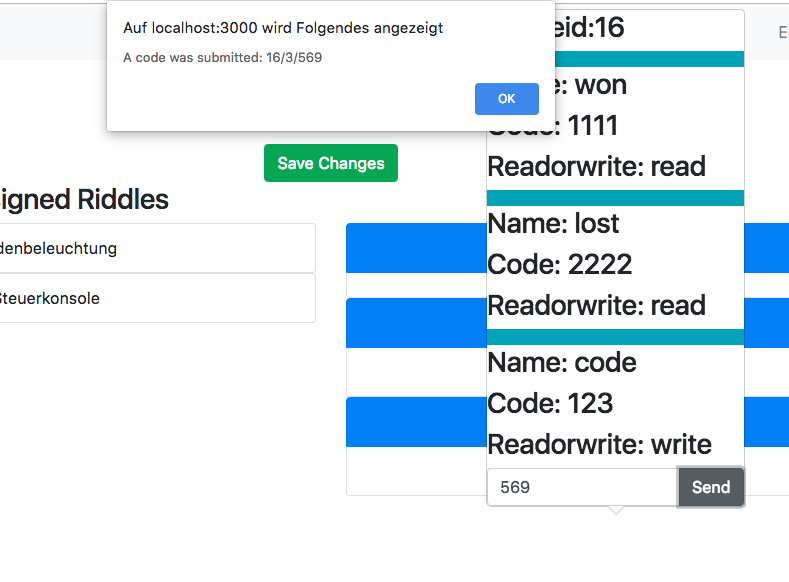 Auf localhost:3000 wird Folgendes angezeigt
A code was submitted: 16/3/569
OK
eid:16
: won
Code: 1111
Readorwrite: read
Save Changes
igned Riddles
denbeleuchtung
Steuerkonsole
Name: lost
Code: 2222
Readorwrite: read
Name: code
Code: 123
Readorwrite: write
569
Send